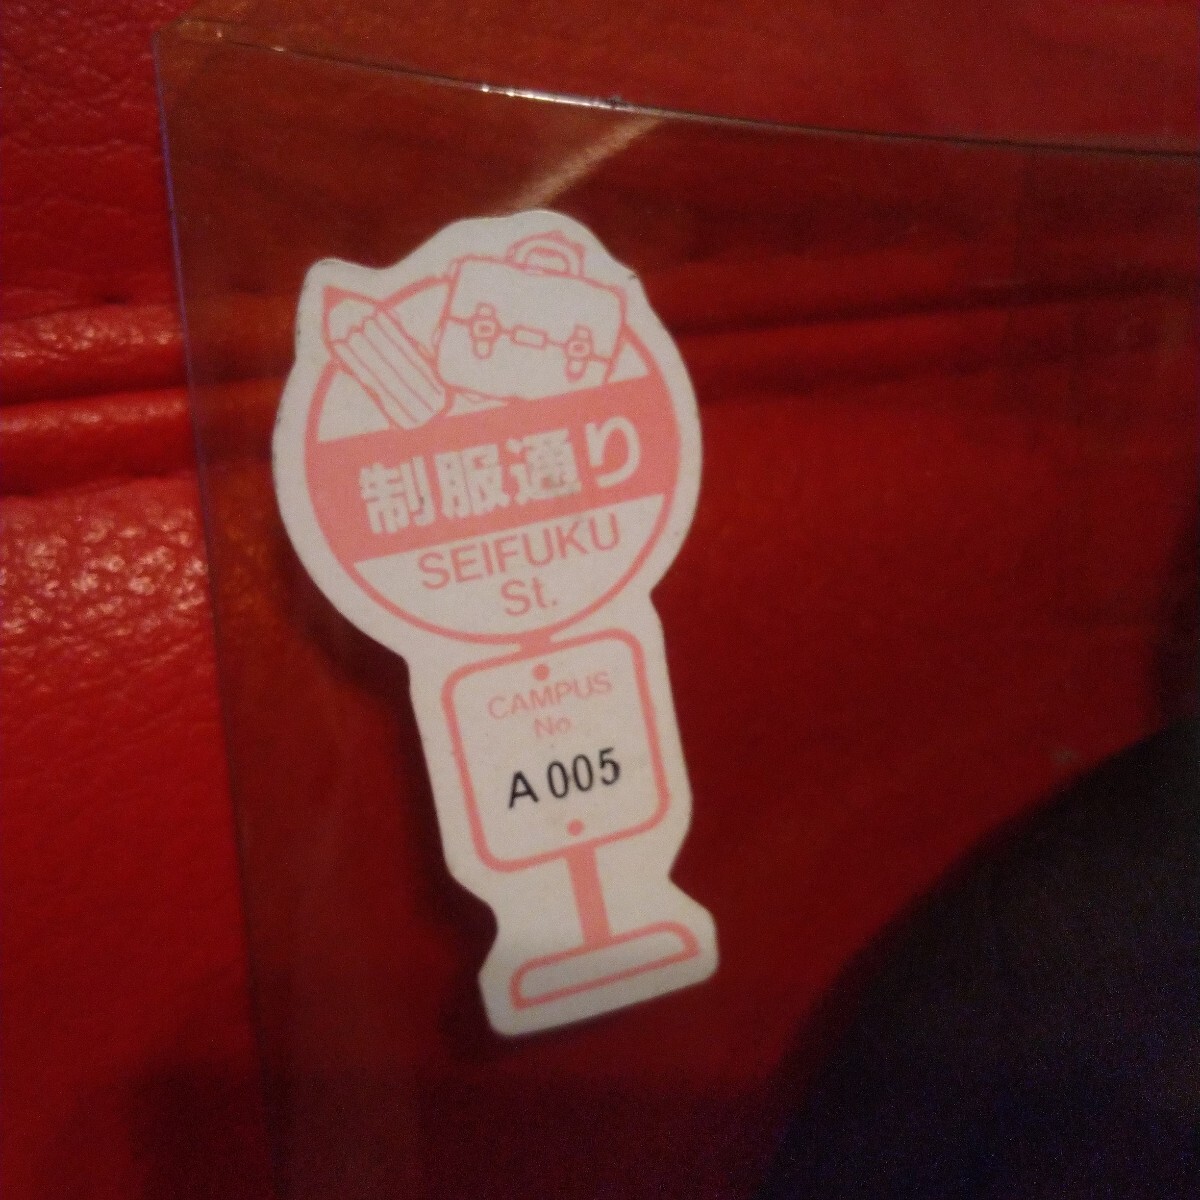 制服通り
SEIFUKU
St.
CAMPUS
No.
A 005